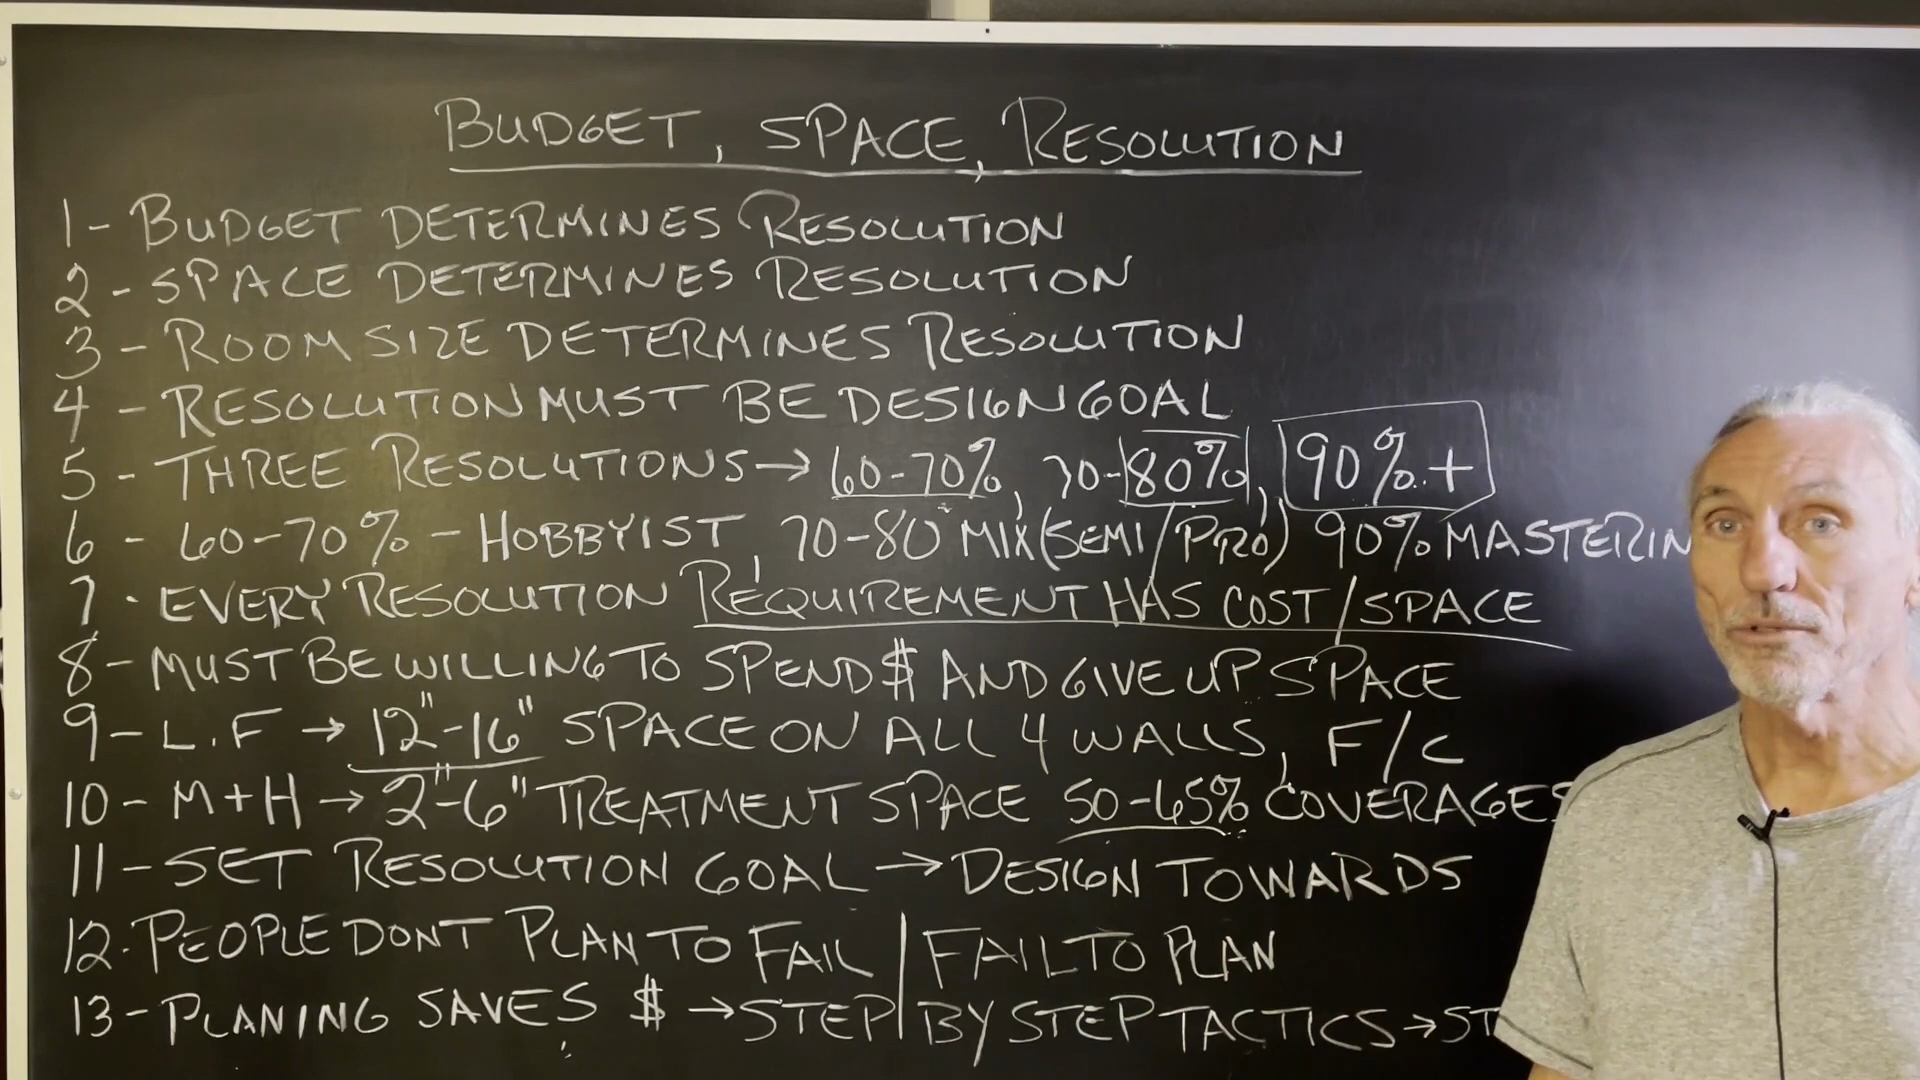 BUDGET, SPACE, RESOLUTION
1- BUDGET DETERMINES RESOLUTION
2- SPACE DETERMINES RESOLUTION
3- ROOM SIZE DETERMINES RESOLUTION
4- RESOLUTION MUST BE DESIGN GOAL
5- THREE RESOLUTIONS → 60-70%, 70-80%, 90%+
6- 60-70% - HOBBYIST, 70-80 MIX (SEMI/PRO) 90% MASTERIN
7- EVERY RESOLUTION REQUIREMENT HAS COST/SPACE
8- MUST BE WILLING TO SPEND $ AND GIVE UP SPACE
9- L.F → 12"-16" SPACE ON ALL 4 WALLS, F/C
10- M+H → 2"-6" TREATMENT SPACE 50-65% COVERAGES
11- SET RESOLUTION GOAL → DESIGN TOWARDS
12- PEOPLE DONT PLAN TO FAIL / FAIL TO PLAN
13- PLANING SAVES $ → STEP BY STEP TACTICS → ST